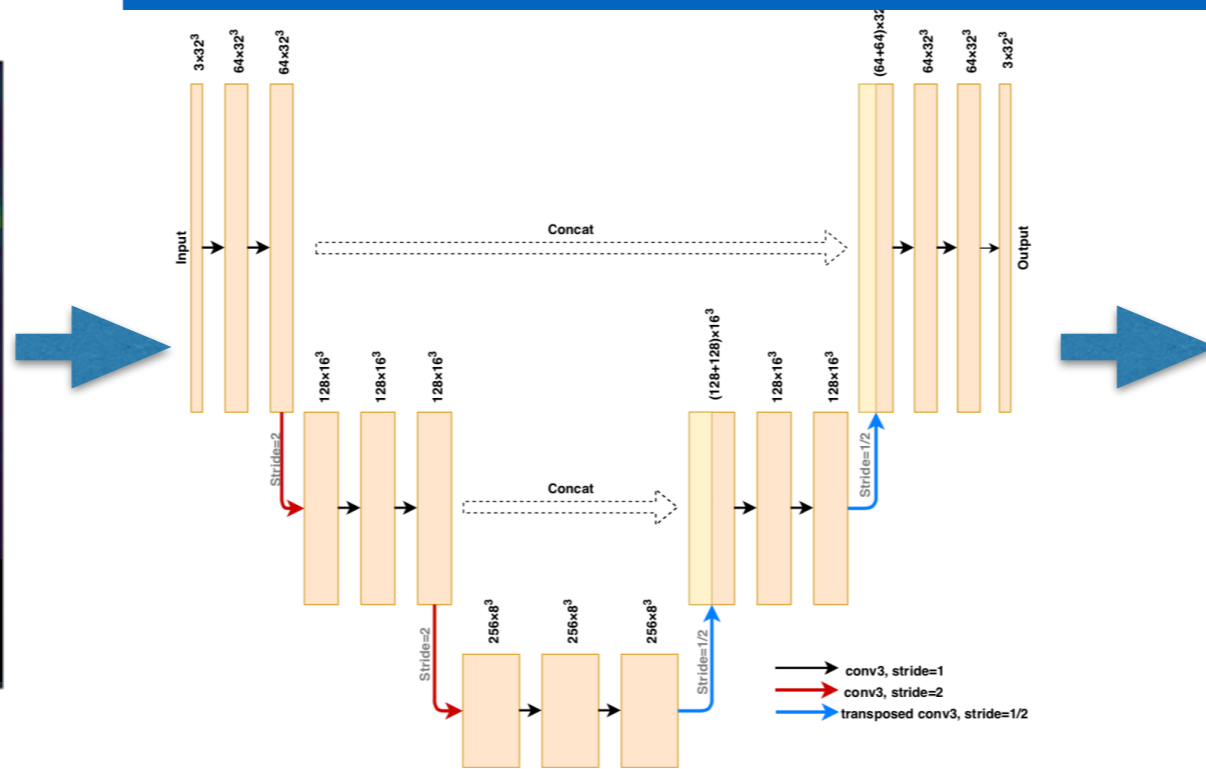 3×32³
64×32³
64×32³
(64+64)×32
64×32³
64×32³
3×32³
Input
Concat
Output
Stride=2
128×16³
128×16³
128×16³
(128+128)×16³
128×16³
128×16³
Stride=1/2
Concat
Stride=2
256×8³
256×8³
256×8³
Stride=1/2
conv3, stride=1
conv3, stride=2
transposed conv3, stride=1/2